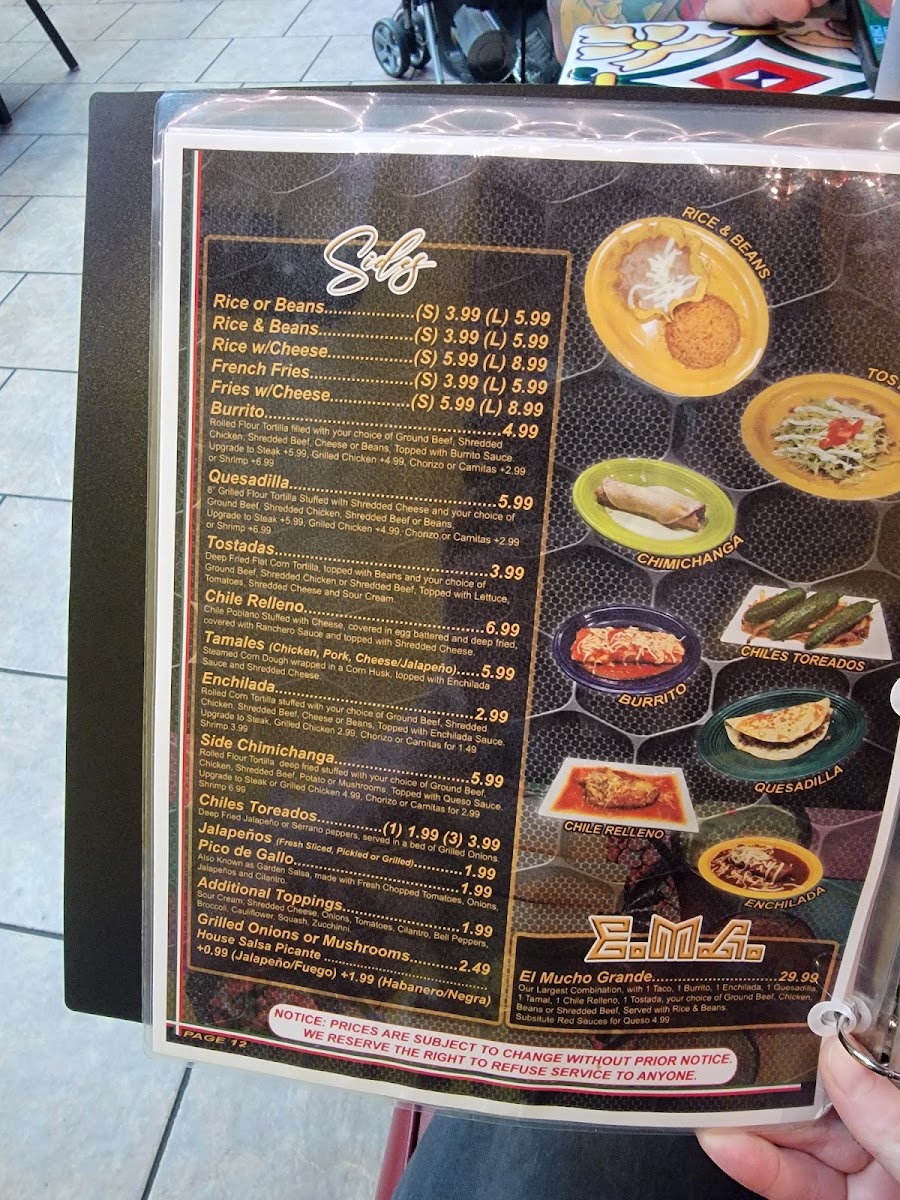 Sides
Rice or Beans..................(S) 3.99 (L) 5.99
Rice & Beans...................(S) 3.99 (L) 5.99
Rice w/Cheese.................(S) 5.99 (L) 8.99
French Fries.....................(S) 3.99 (L) 5.99
Fries w/Cheese................(S) 5.99 (L) 8.99
Burrito................................................4.99
Rolled Flour Tortilla filled with your choice of Ground Beef, Shredded
Chicken, Shredded Beef, Cheese or Beans, Topped with Burrito Sauce.
Upgrade to Steak +5.99, Grilled Chicken +4.99, Chorizo or Carnitas +2.99
or Shrimp +6.99
Quesadilla..........................................5.99
8" Grilled Flour Tortilla Stuffed with Shredded Cheese and your choice of
Ground Beef, Shredded Chicken, Shredded Beef or Beans,
Upgrade to Steak +5.99, Grilled Chicken +4.99, Chorizo or Carnitas +2.99
or Shrimp +6.99
Tostadas...........................................3.99
Deep Fried Flat Corn Tortilla, topped with Beans and your choice of
Ground Beef, Shredded Chicken or Shredded Beef, Topped with Lettuce,
Tomatoes, Shredded Cheese and Sour Cream.
Chile Relleno....................................6.99
Chile Poblano Stuffed with Cheese, covered in egg battered and deep fried,
covered with Ranchero Sauce and topped with Shredded Cheese.
Tamales (Chicken, Pork, Cheese/Jalapeño).....5.99
Steamed Corn Dough wrapped in a Corn Husk, topped with Enchilada
Sauce and Shredded Cheese.
Enchilada........................................2.99
Rolled Corn Tortilla stuffed with your choice of Ground Beef, Shredded
Chicken, Shredded Beef, Cheese or Beans, Topped with Enchilada Sauce,
Upgrade to Steak, Grilled Chicken 2.99, Chorizo or Carnitas for 1.49
Shrimp 3.99
Side Chimichanga...........................5.99
Rolled Flour Tortilla deep fried stuffed with your choice of Ground Beef,
Chicken, Shredded Beef, Potato or Mushrooms, Topped with Queso Sauce.
Upgrade to Steak or Grilled Chicken 4.99, Chorizo or Carnitas for 2.99
Shrimp 6.99
Chiles Toreados.............(1) 1.99 (3) 3.99
Deep Fried Jalapeño or Serrano peppers, served in a bed of Grilled Onions.
Jalapeños (Fresh Sliced, Pickled or Grilled)..........1.99
Pico de Gallo...................................1.99
Also Known as Garden Salsa, made with Fresh Chopped Tomatoes, Onions,
Jalapeños and Cilantro.
Additional Toppings.........................1.99
Sour Cream, Shredded Cheese, Onions, Tomatoes, Cilantro, Bell Peppers,
Broccoli, Cauliflower, Squash, Zucchinni.
Grilled Onions or Mushrooms..........2.49
House Salsa Picante ................................
+0.99 (Jalapeño/Fuego) +1.99 (Habanero/Negra)
RICE & BEANS
TOS
CHIMICHANGA
CHILES TOREADOS
BURRITO
QUESADILLA
CHILE RELLENO
ENCHILADA
E.M.G.
El Mucho Grande.........................29.99
Our Largest Combination, with 1 Taco, 1 Burrito, 1 Enchilada, 1 Quesadilla,
1 Tamal, 1 Chile Relleno, 1 Tostada, your choice of Ground Beef, Chicken,
Beans or Shredded Beef, Served with Rice & Beans.
Subsitute Red Sauces for Queso 4.99
NOTICE: PRICES ARE SUBJECT TO CHANGE WITHOUT PRIOR NOTICE.
WE RESERVE THE RIGHT TO REFUSE SERVICE TO ANYONE.
PAGE 12